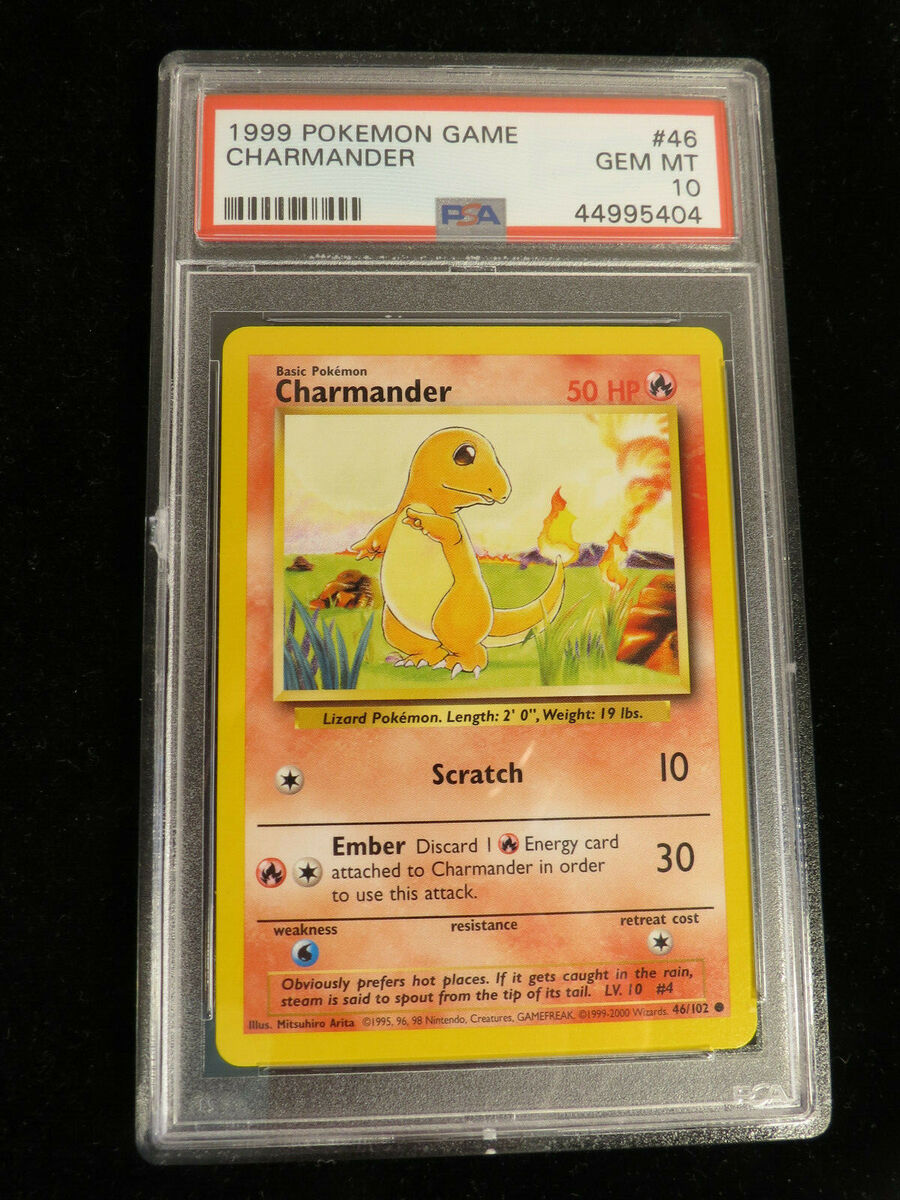 1999 POKEMON GAME #46
CHARMANDER GEM MT
10
PSA 44995404
Basic Pokémon
Charmander 50 HP
Lizard Pokémon. Length: 2' 0", Weight: 19 lbs.
Scratch 10
Ember Discard 1 Energy card
attached to Charmander in order
to use this attack.
30
weakness resistance retreat cost
Obviously prefers hot places. If it gets caught in the rain,
steam is said to spout from the tip of its tail. LV. 10 #4
Illus. Mitsuhiro Arita ©1995, 96, 98 Nintendo, Creatures, GAMEFREAK. ©1999-2000 Wizards. 46/102
PSA